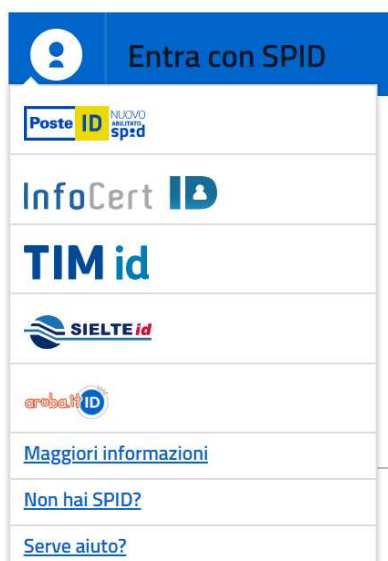 Entra con SPID
Poste ID NUOVO ABILITATO spid
InfoCert ID
TIM id
SIELTE id
aruba.it ID
Maggiori informazioni
Non hai SPID?
Serve aiuto?